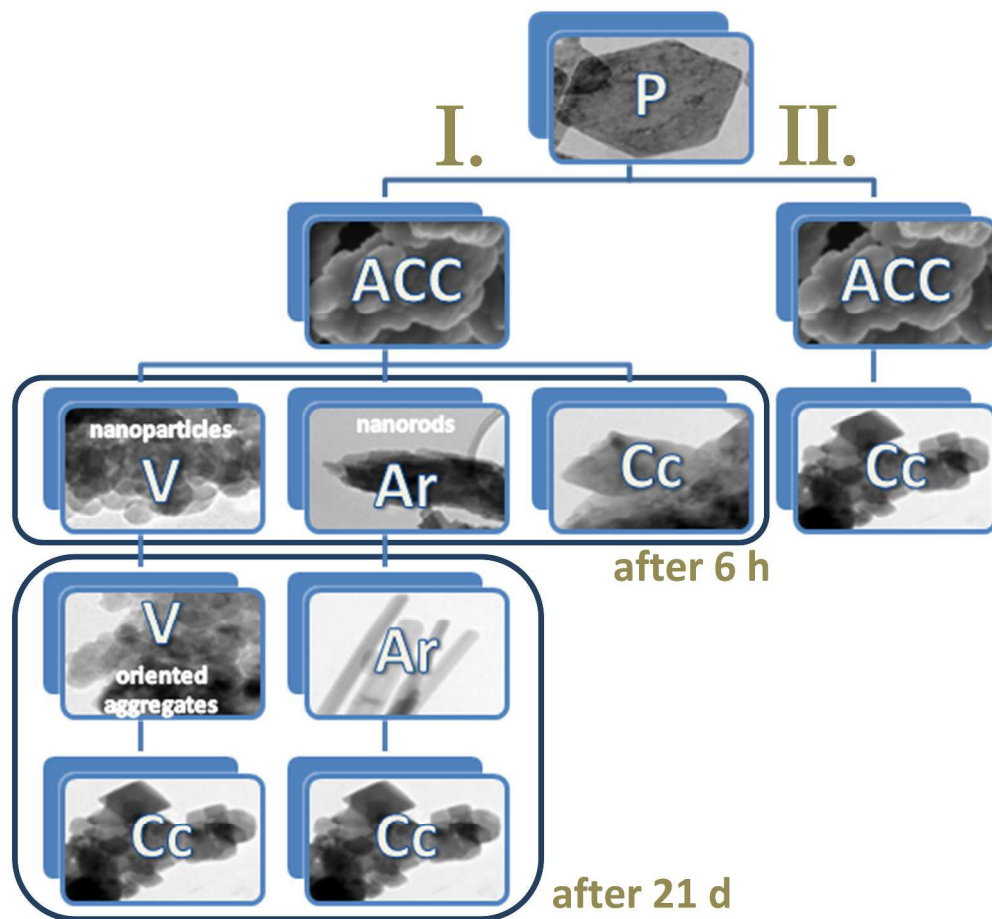 P
I.
II.
ACC
ACC
nanoparticles
V
nanorods
Ar
Cc
Cc
after 6 h
V
oriented
aggregates
Ar
Cc
Cc
after 21 d